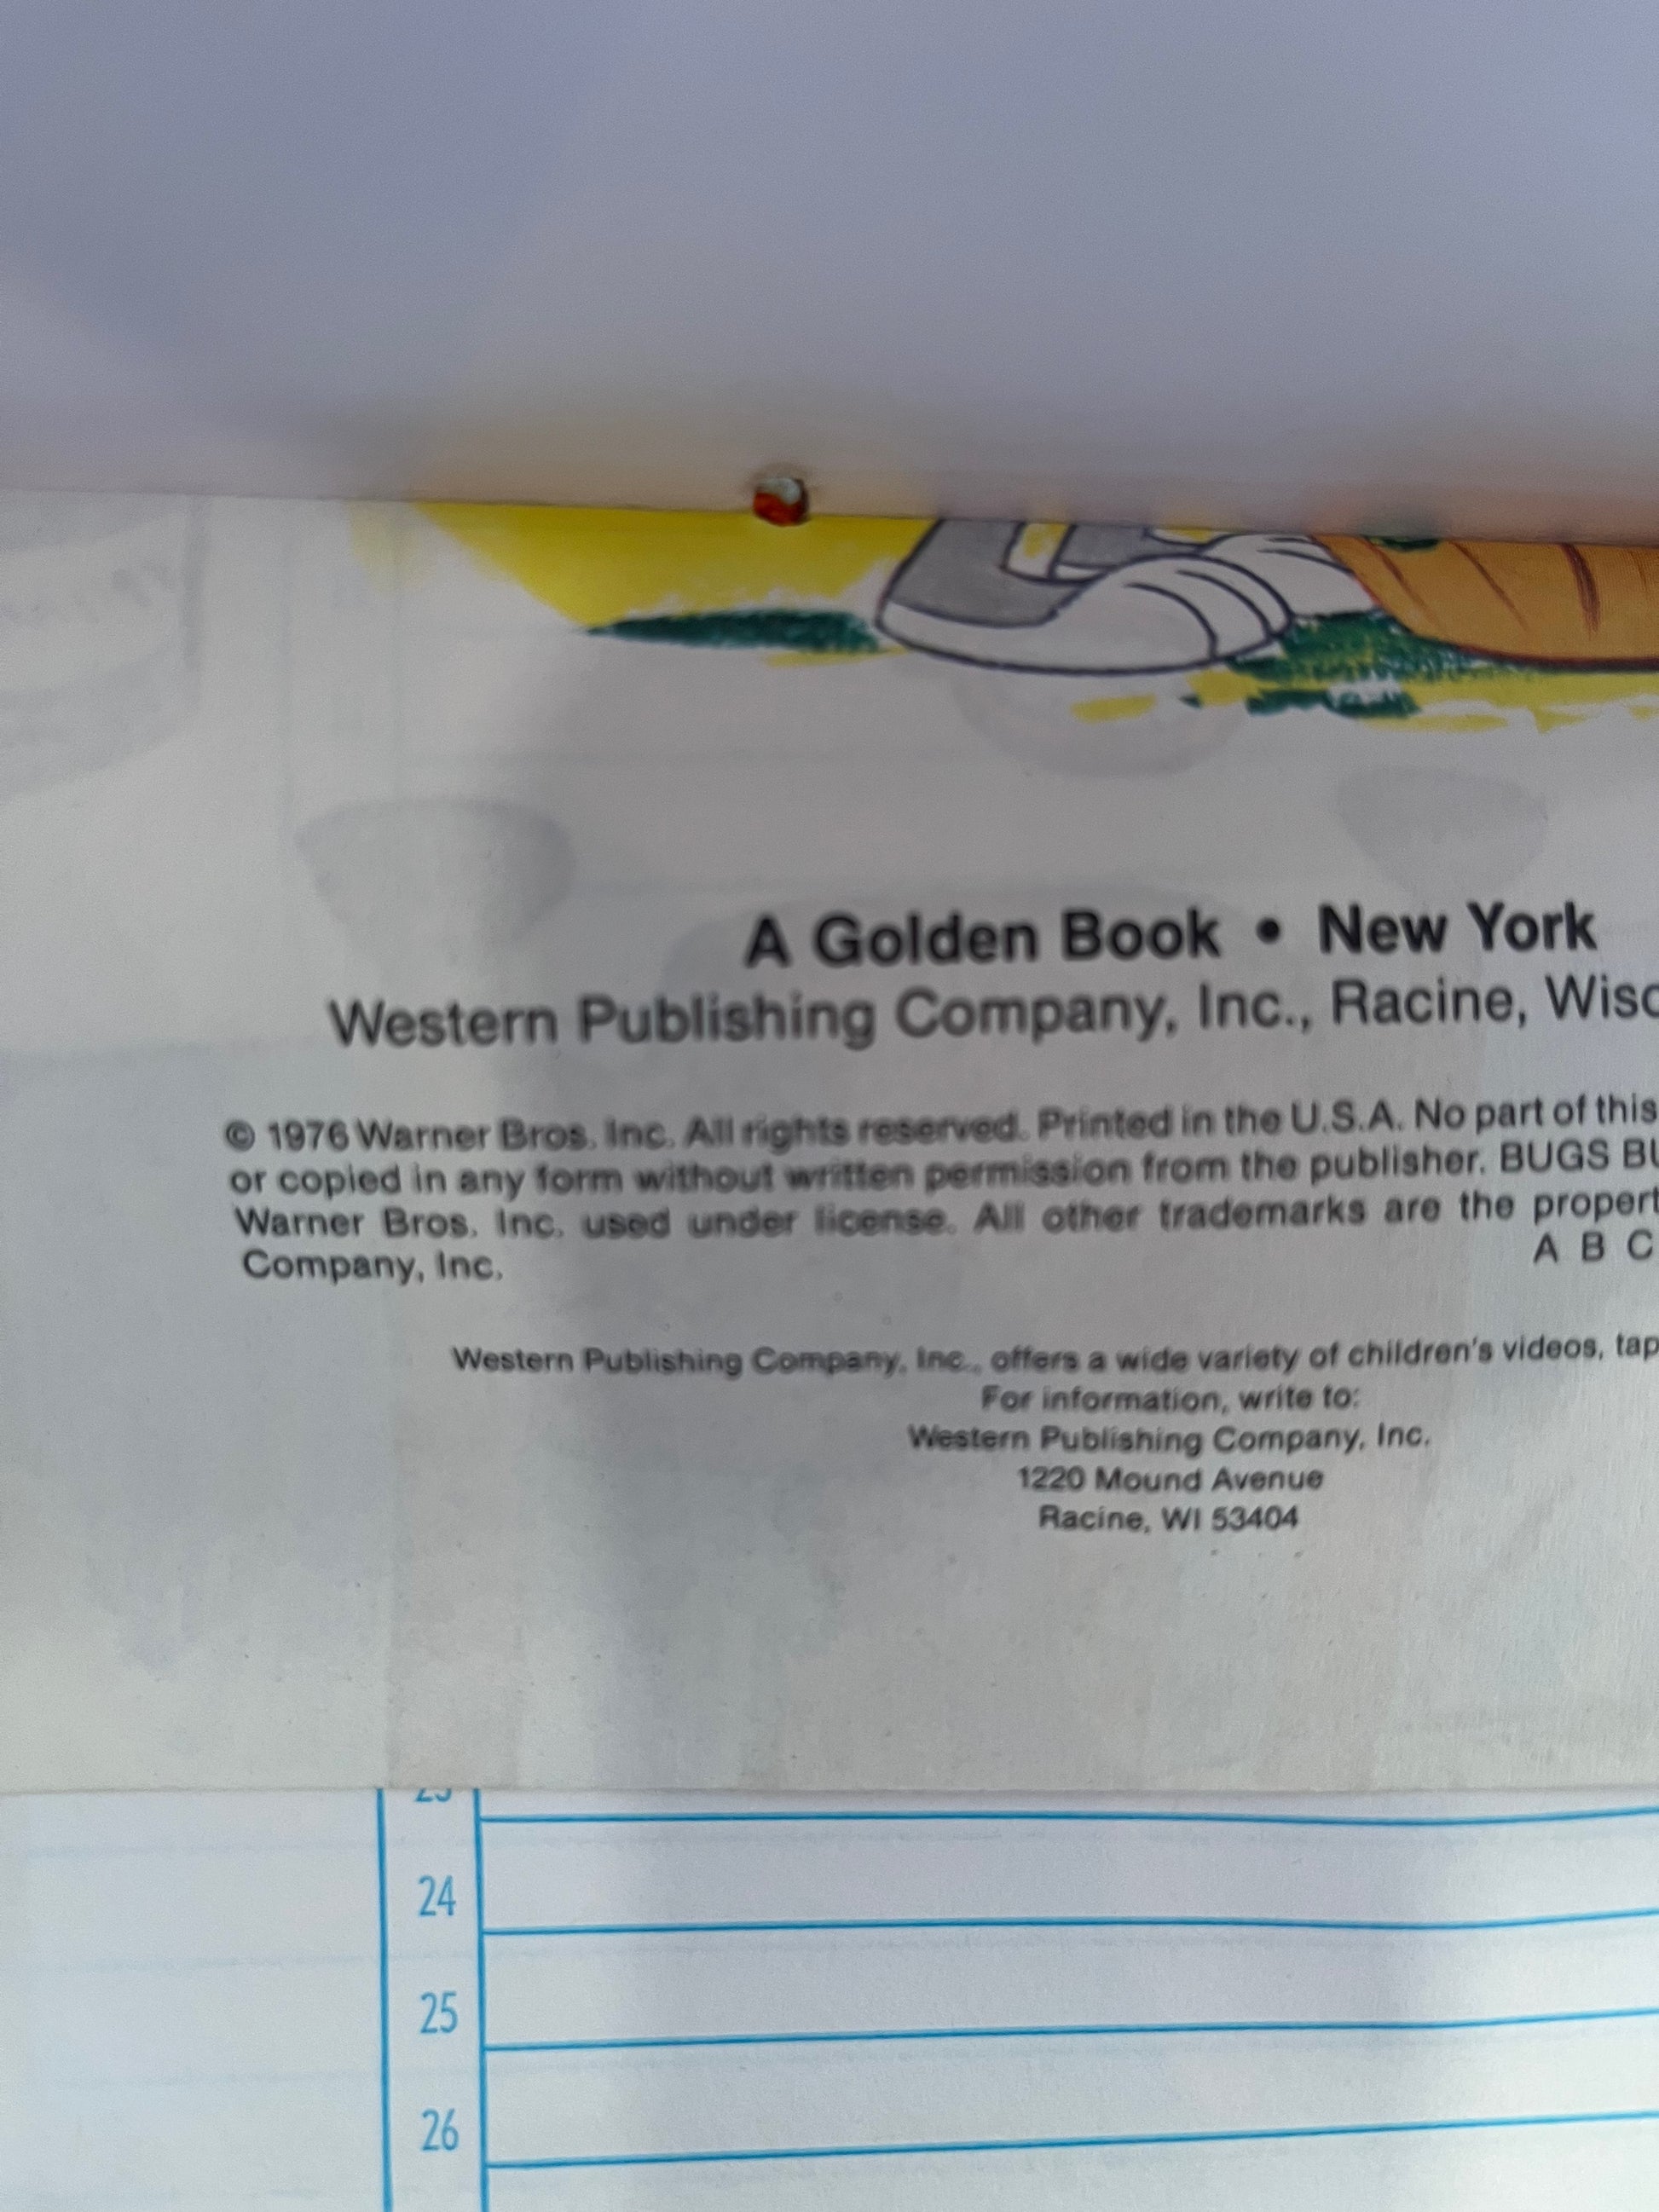 A Golden Book • New York
Western Publishing Company, Inc., Racine, Wisc
© 1976 Warner Bros. Inc. All rights reserved. Printed in the U.S.A. No part of this
or copied in any form without written permission from the publisher. BUGS BU
Warner Bros. Inc. used under license. All other trademarks are the propert
Company, Inc. A B C
Western Publishing Company, Inc., offers a wide variety of children's videos, tap
For information, write to:
Western Publishing Company, Inc.
1220 Mound Avenue
Racine, WI 53404
24
25
26